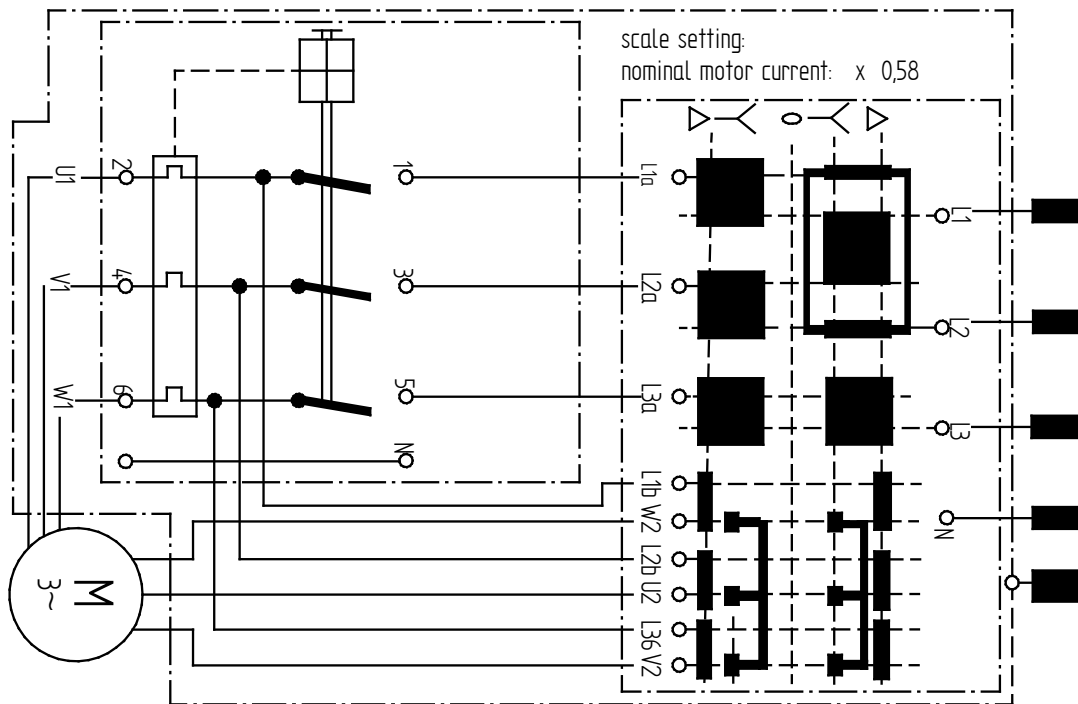 scale setting:
nominal motor current: x 0,58
U1 2 1 L1a L1
V1 4 3 L2a L2
W1 6 5 L3a L3
N
L1b
W2 N
L2b
U2
L36
V2
M
3~